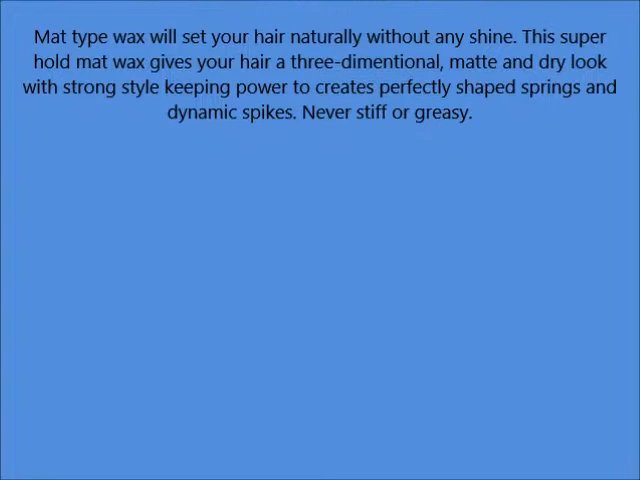 Mat type wax will set your hair naturally without any shine. This super
hold mat wax gives your hair a three-dimentional, matte and dry look
with strong style keeping power to creates perfectly shaped springs and
dynamic spikes. Never stiff or greasy.